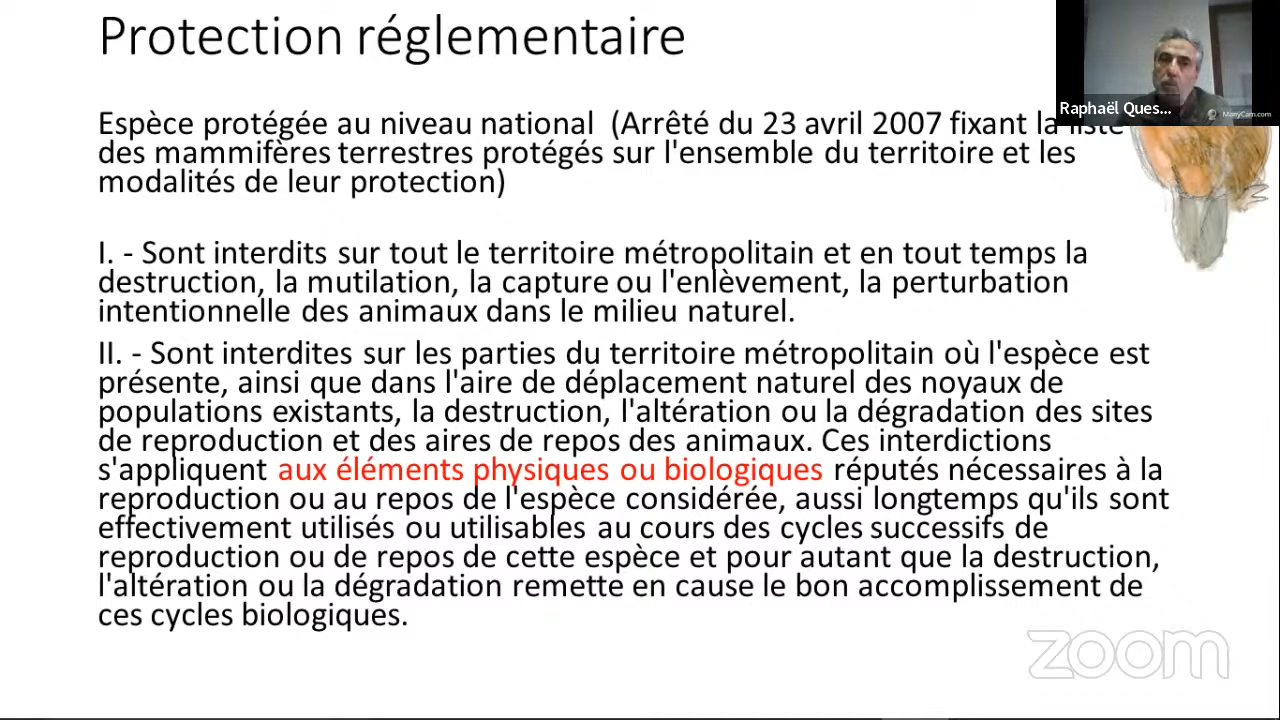 Protection réglementaire
Raphaël Ques...
ManyCam.com
Espèce protégée au niveau national (Arrêté du 23 avril 2007 fixant la liste
des mammifères terrestres protégés sur l'ensemble du territoire et les
modalités de leur protection)
I. - Sont interdits sur tout le territoire métropolitain et en tout temps la
destruction, la mutilation, la capture ou l'enlèvement, la perturbation
intentionnelle des animaux dans le milieu naturel.
II. - Sont interdites sur les parties du territoire métropolitain où l'espèce est
présente, ainsi que dans l'aire de déplacement naturel des noyaux de
populations existants, la destruction, l'altération ou la dégradation des sites
de reproduction et des aires de repos des animaux. Ces interdictions
s'appliquent aux éléments physiques ou biologiques réputés nécessaires à la
reproduction ou au repos de l'espèce considérée, aussi longtemps qu'ils sont
effectivement utilisés ou utilisables au cours des cycles successifs de
reproduction ou de repos de cette espèce et pour autant que la destruction,
l'altération ou la dégradation remette en cause le bon accomplissement de
ces cycles biologiques.
zoom